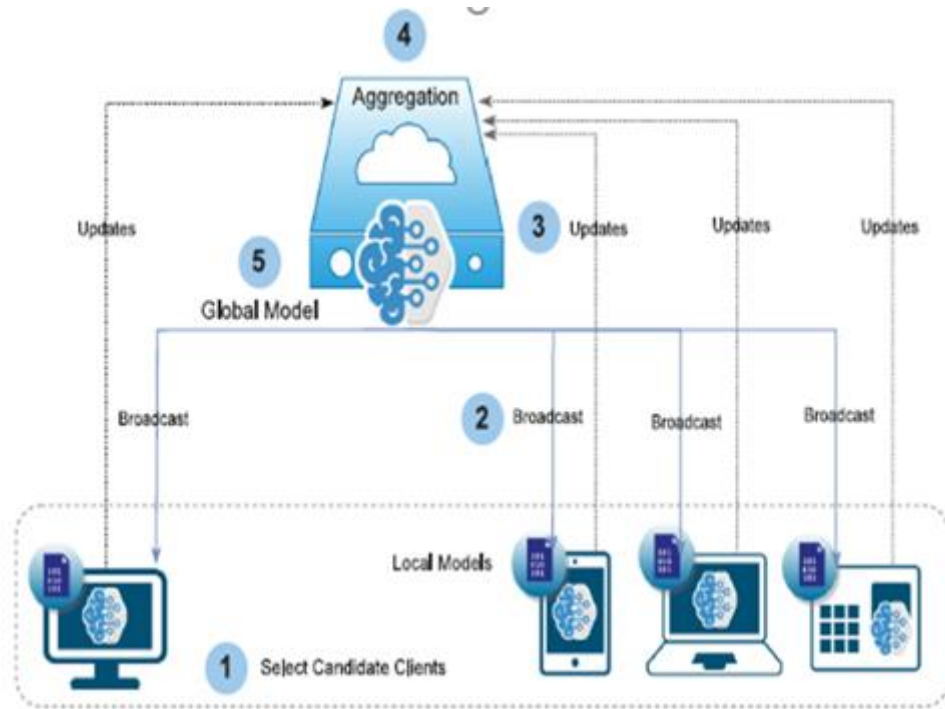 4
Aggregation
Updates
3
Updates
Updates
Updates
5
Global Model
Broadcast
2
Broadcast
Broadcast
Broadcast
Local Models
1
Select Candidate Clients